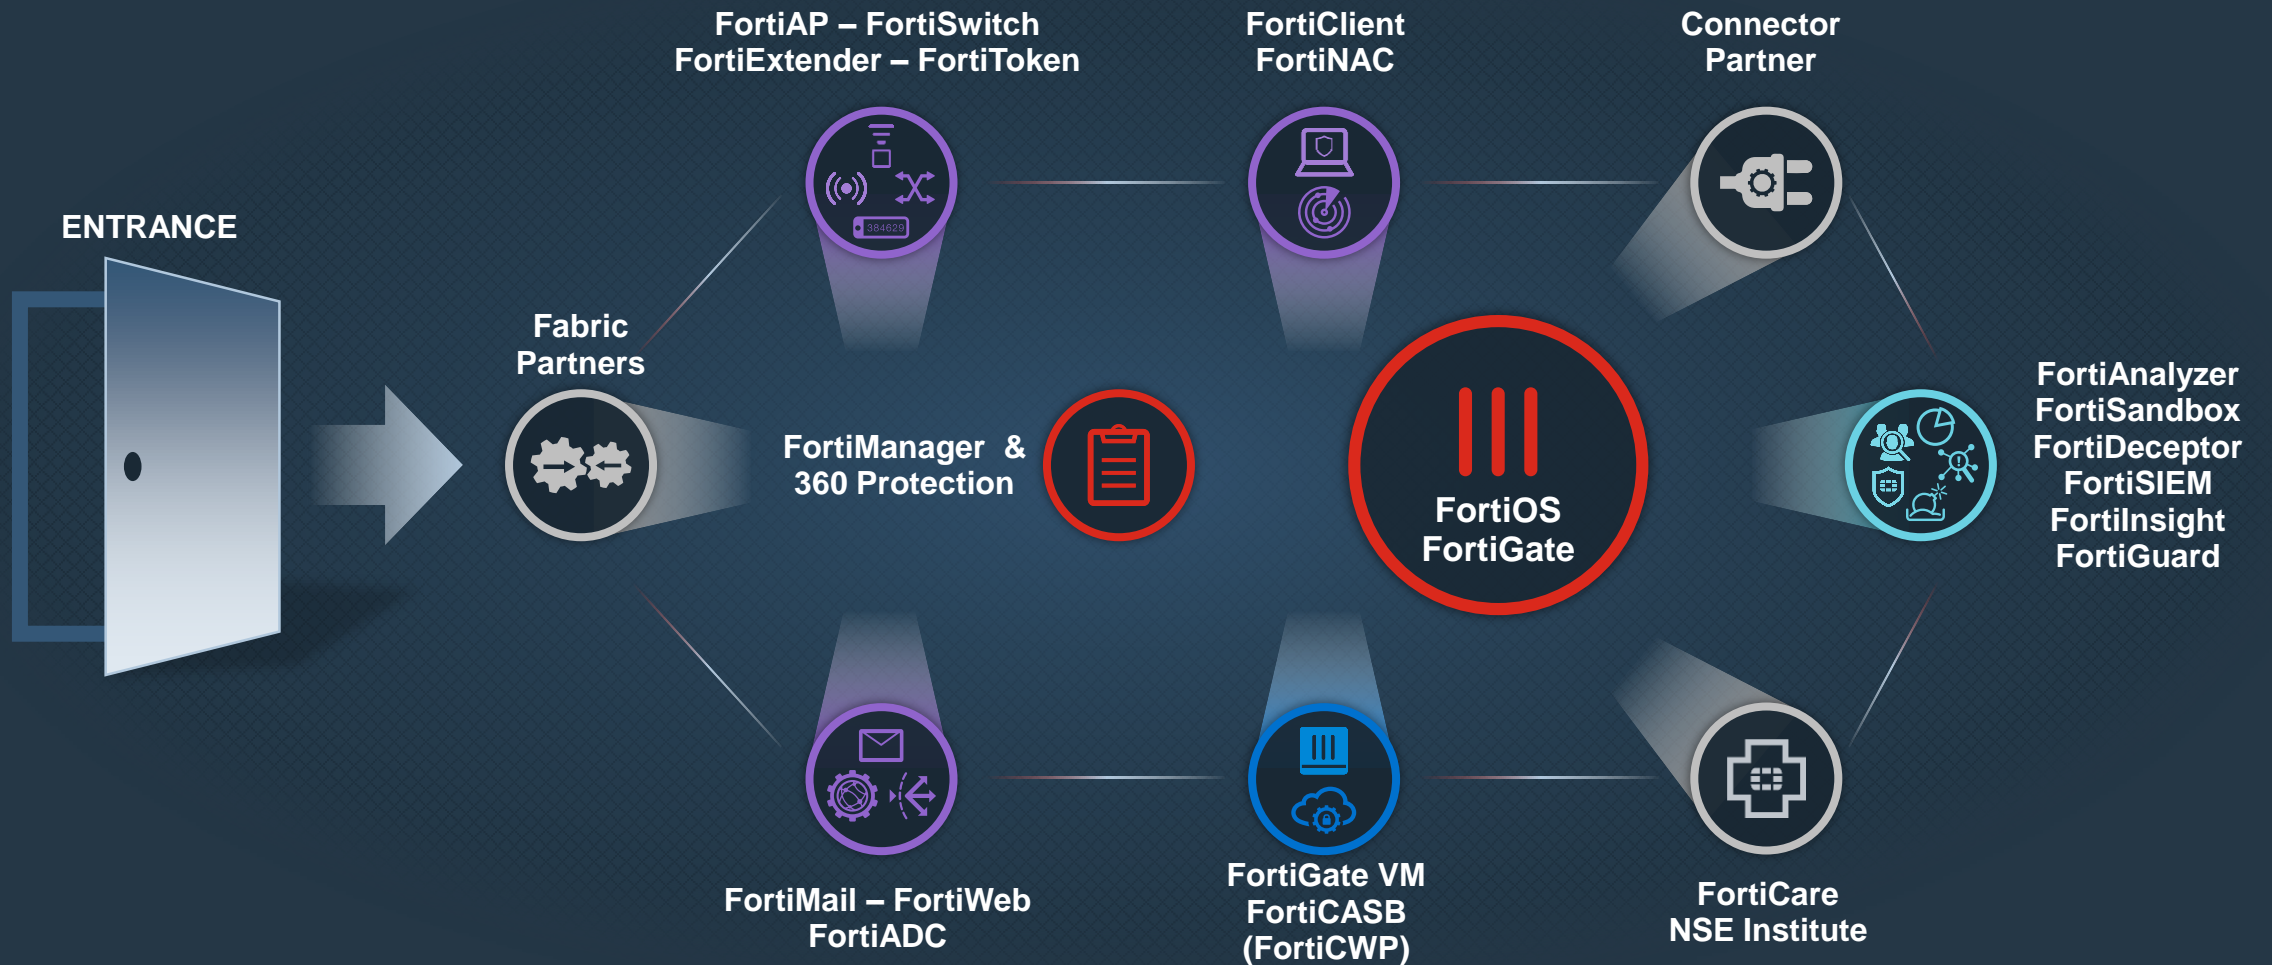 FortiAP – FortiSwitch
FortiExtender – FortiToken
FortiClient
FortiNAC
Connector
Partner
384629
ENTRANCE
Fabric
Partners
FortiManager &
360 Protection
FortiOS
FortiGate
FortiAnalyzer
FortiSandbox
FortiDeceptor
FortiSIEM
FortiInsight
FortiGuard
FortiMail – FortiWeb
FortiADC
FortiGate VM
FortiCASB
(FortiCWP)
FortiCare
NSE Institute